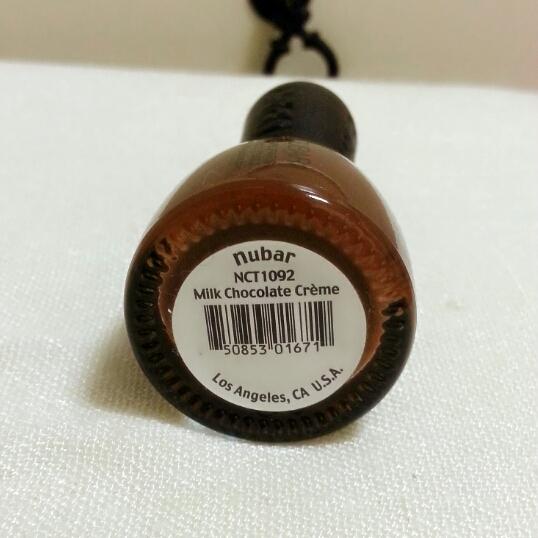 nubar
NCT1092
Milk Chocolate Crème
50853 01671
Los Angeles, CA U.S.A.